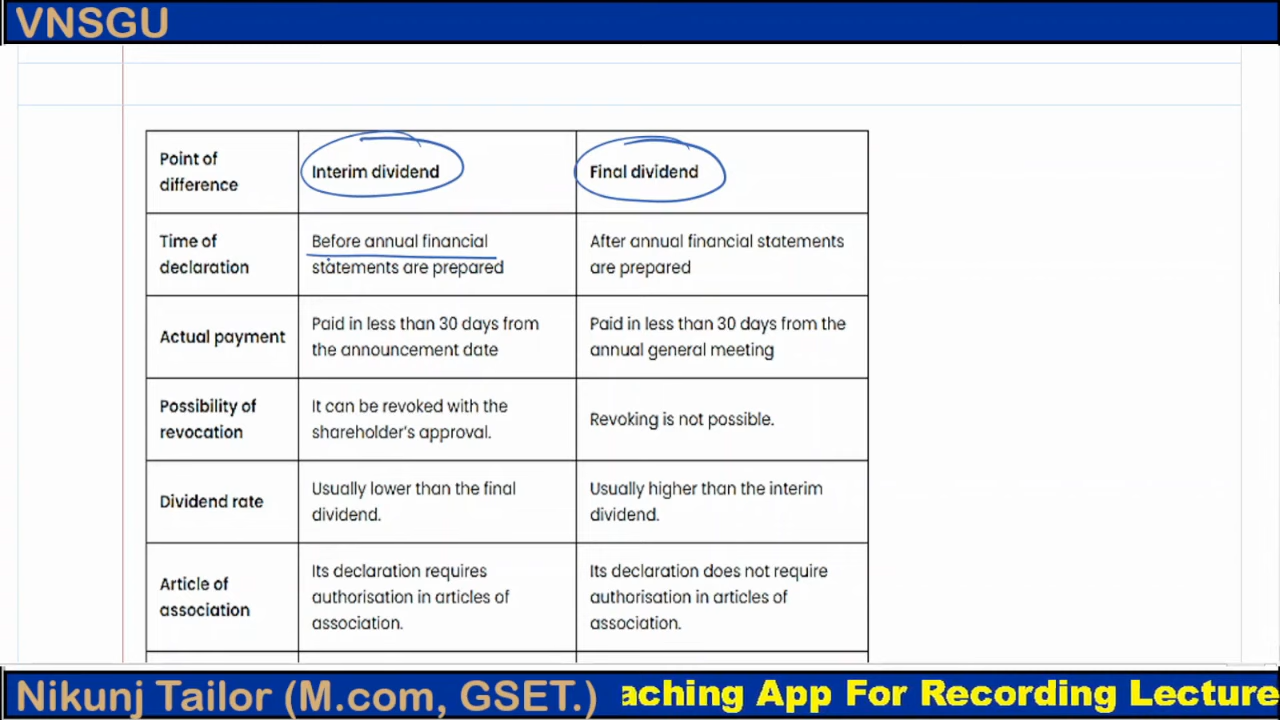 VNSGU
Point of difference
Interim dividend
Final dividend
Time of declaration
Before annual financial
statements are prepared
After annual financial statements
are prepared
Actual payment
Paid in less than 30 days from
the announcement date
Paid in less than 30 days from the
annual general meeting
Possibility of
revocation
It can be revoked with the
shareholder's approval.
Revoking is not possible.
Dividend rate
Usually lower than the final
dividend.
Usually higher than the interim
dividend.
Article of
association
Its declaration requires
authorisation in articles of
association.
Its declaration does not require
authorisation in articles of
association.
Nikunj Tailor (M.com, GSET.)
aching App For Recording Lecture